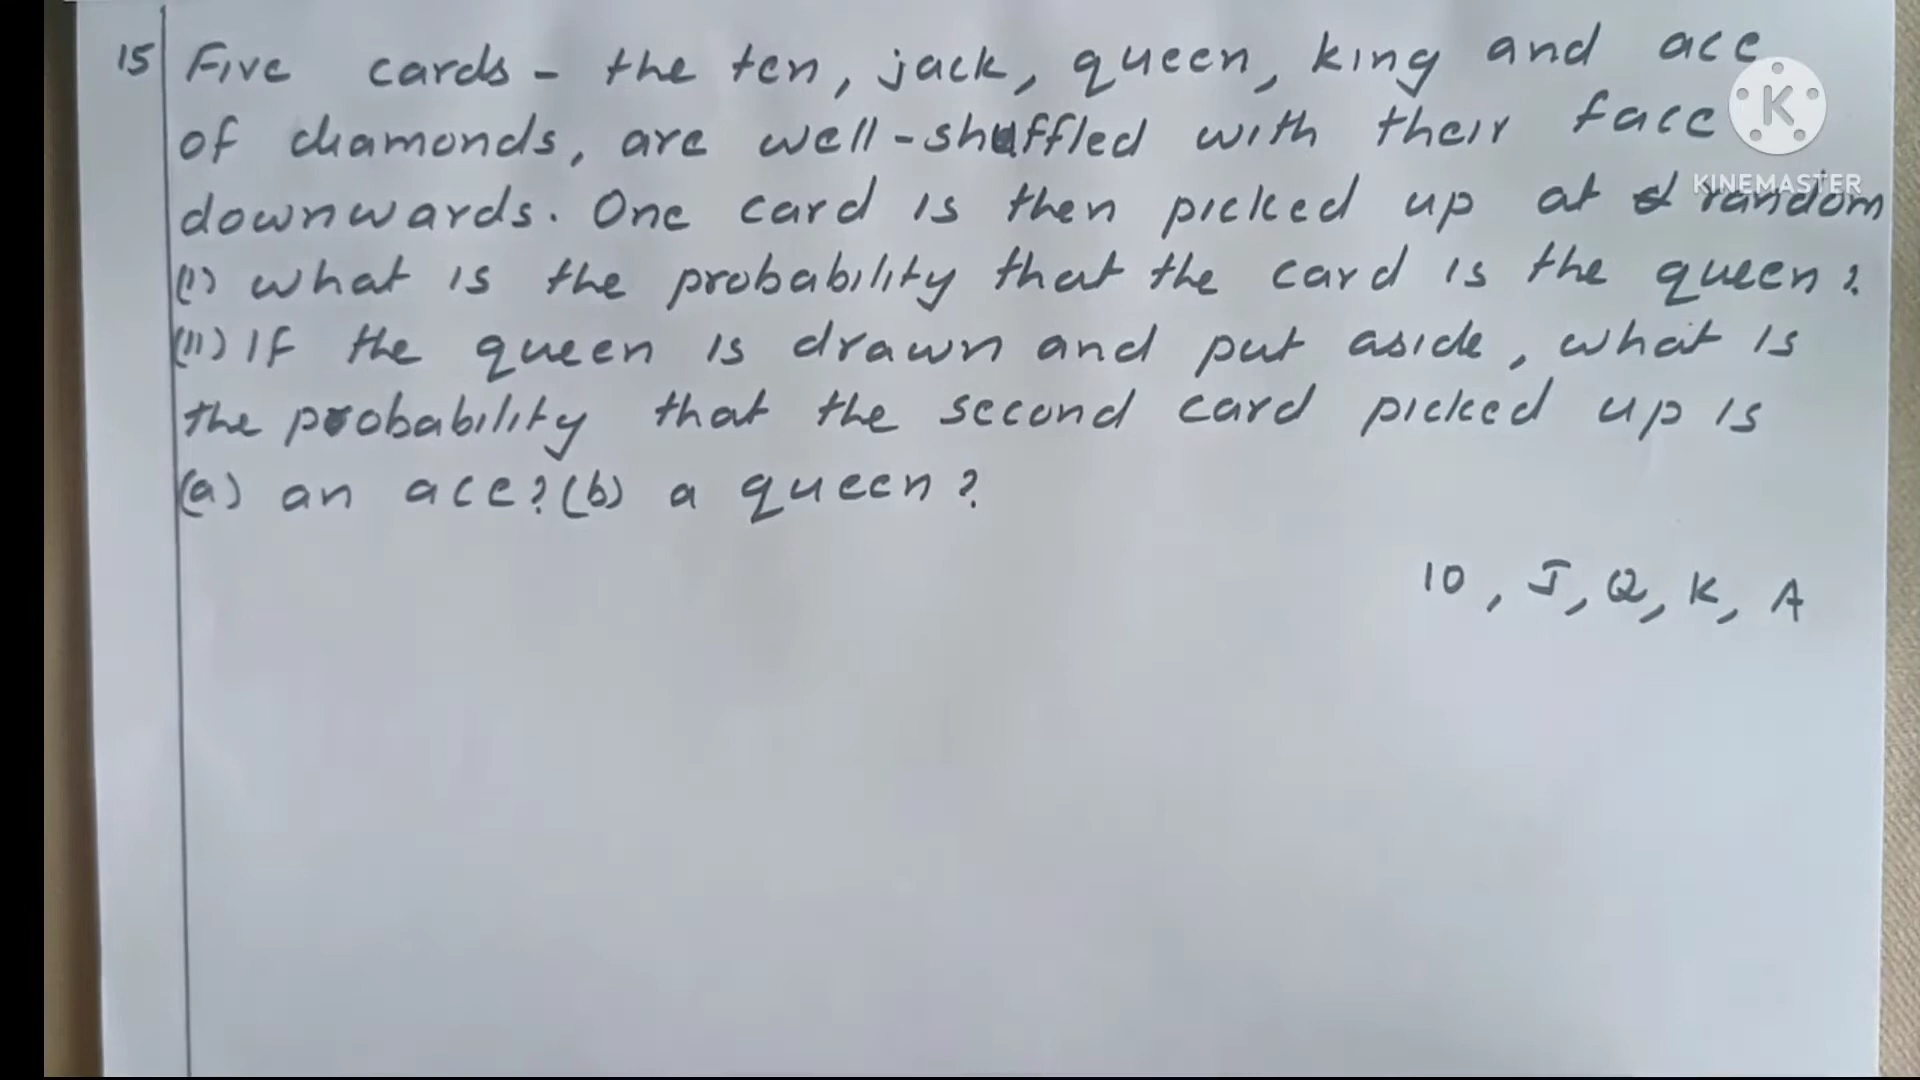 15 Five cards - the ten, jack, queen, king and ace
of diamonds, are well-shuffled with their face
KINEMASTER
downwards. One card is then picked up at random
(i) what is the probability that the card is the queen?
(ii) If the queen is drawn and put aside, what is
the probability that the second card picked up is
(a) an ace? (b) a queen?
10, J, Q, K, A